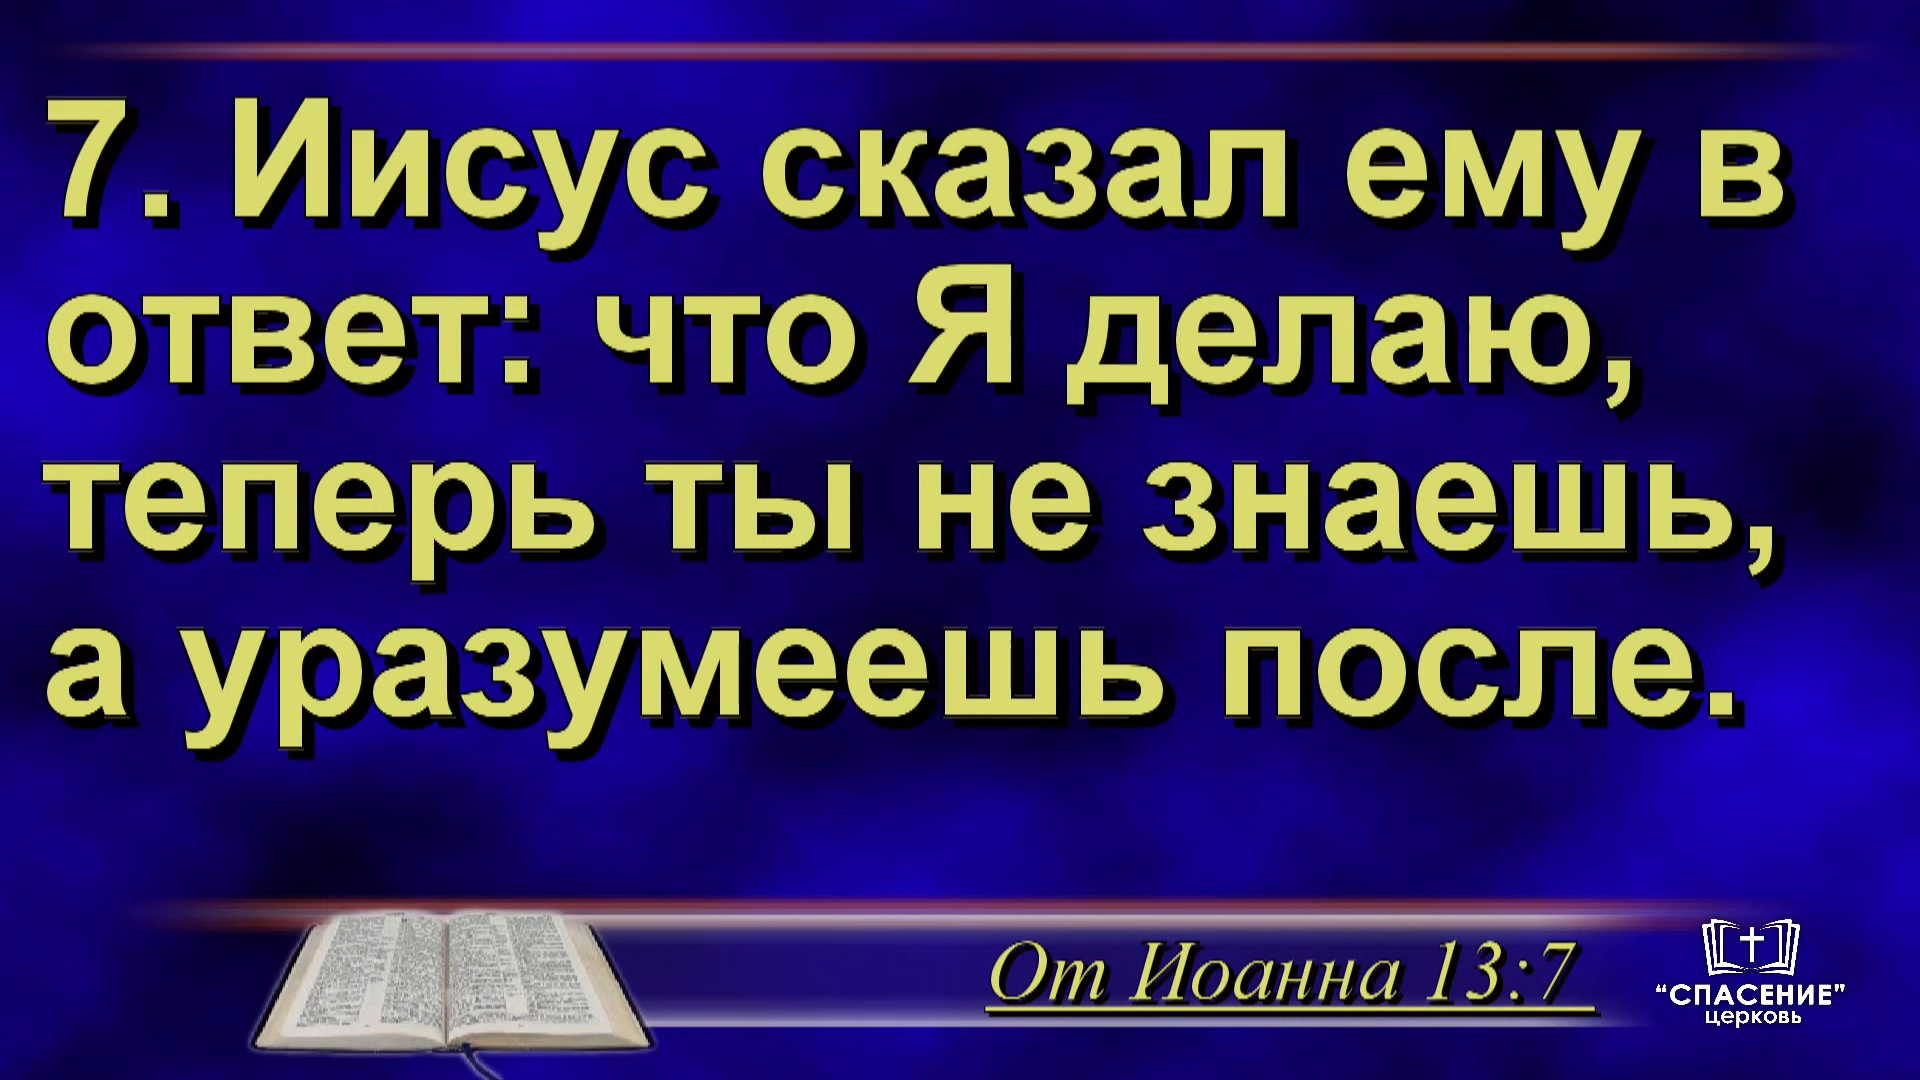 7. Иисус сказал ему в
ответ: что Я делаю,
теперь ты не знаешь,
а уразумеешь после.
От Иоанна 13:7
"СПАСЕНИЕ"
церковь